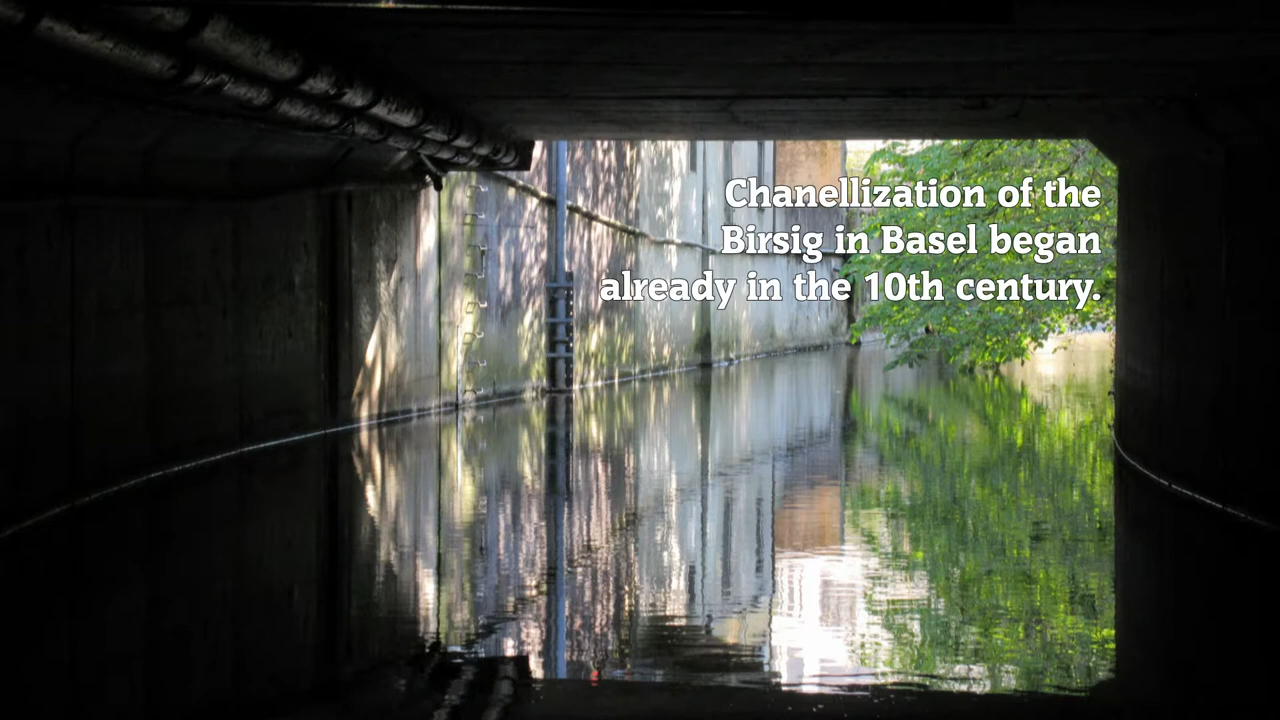 Chanellization of the
Birsig in Basel began
already in the 10th century.